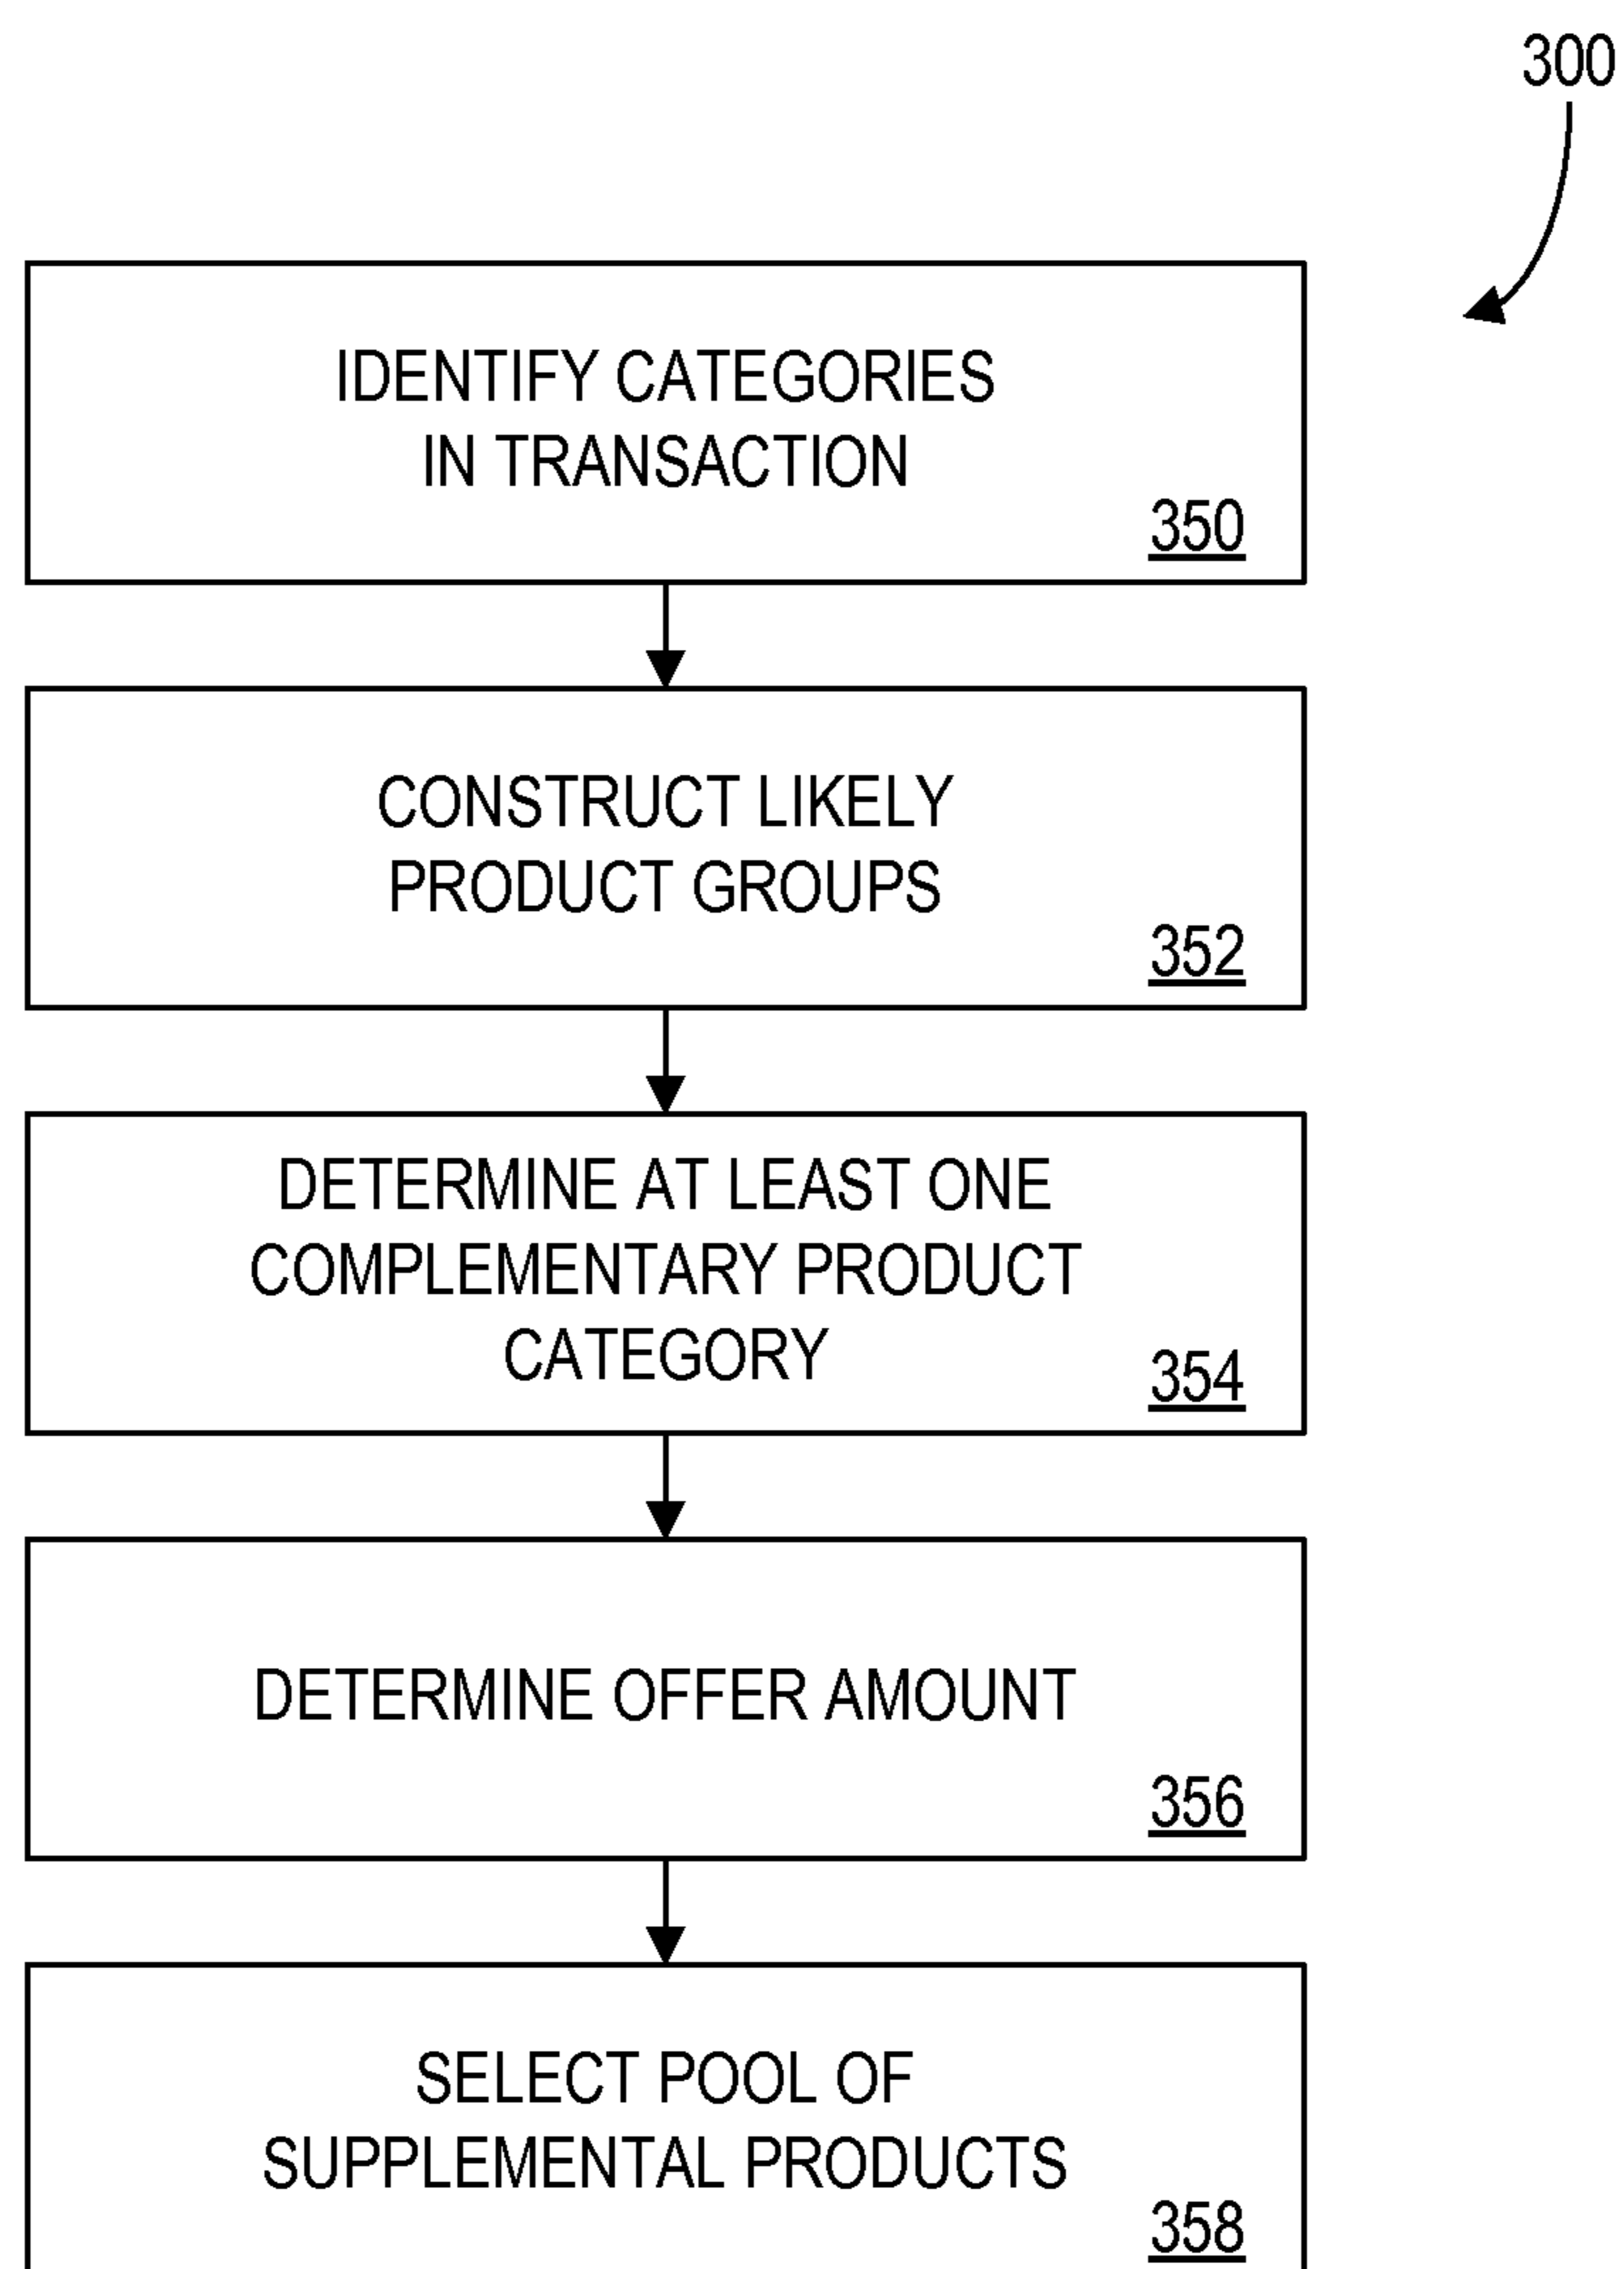 300
IDENTIFY CATEGORIES
IN TRANSACTION
350
CONSTRUCT LIKELY
PRODUCT GROUPS
352
DETERMINE AT LEAST ONE
COMPLEMENTARY PRODUCT
CATEGORY
354
DETERMINE OFFER AMOUNT
356
SELECT POOL OF
SUPPLEMENTAL PRODUCTS
358